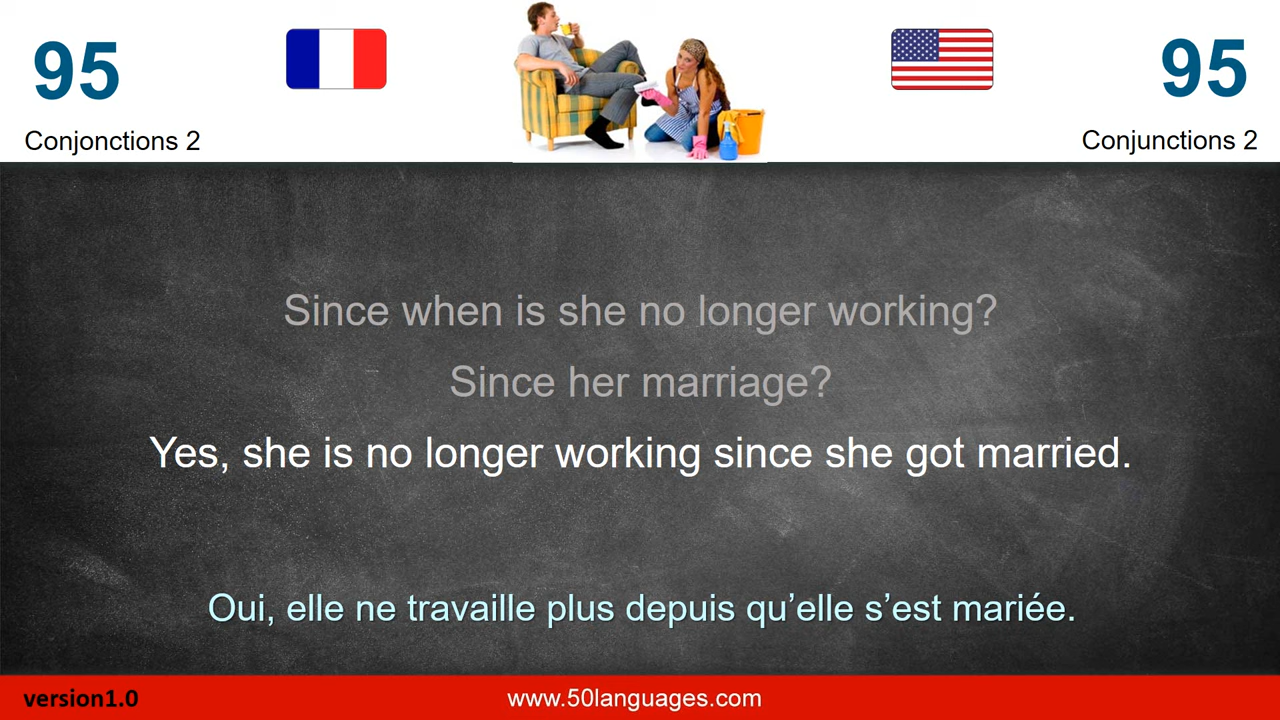 95
95
Conjonctions 2
Conjunctions 2
Since when is she no longer working?
Since her marriage?
Yes, she is no longer working since she got married.
Oui, elle ne travaille plus depuis qu’elle s’est mariée.
version1.0
www.50languages.com